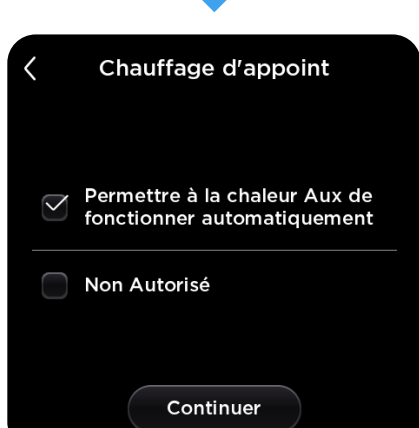 Chauffage d'appoint
Permettre à la chaleur Aux de
fonctionner automatiquement
Non Autorisé
Continuer